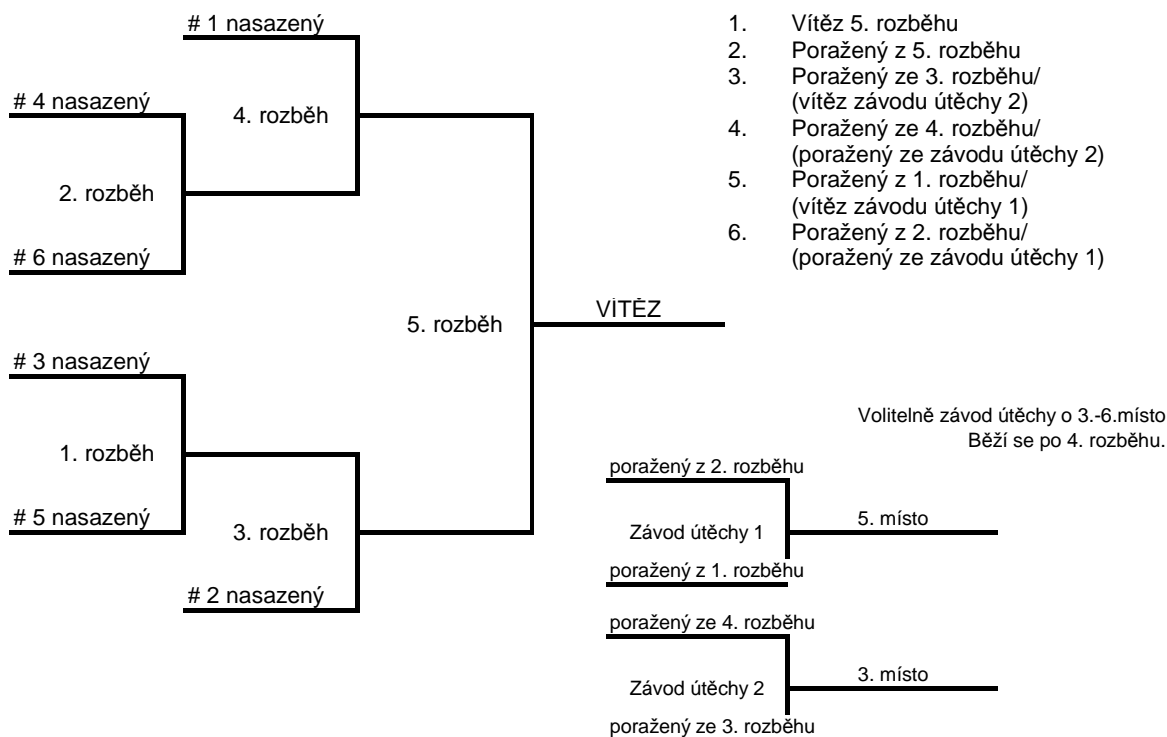 # 1 nasazený
# 4 nasazený
4. rozběh
2. rozběh
# 6 nasazený
5. rozběh
VÍTĚZ
# 3 nasazený
1. rozběh
# 5 nasazený
3. rozběh
# 2 nasazený
1. Vítěz 5. rozběhu
2. Poražený z 5. rozběhu
3. Poražený ze 3. rozběhu/
(vítěz závodu útěchy 2)
4. Poražený ze 4. rozběhu/
(poražený ze závodu útěchy 2)
5. Poražený z 1. rozběhu/
(vítěz závodu útěchy 1)
6. Poražený z 2. rozběhu/
(poražený ze závodu útěchy 1)
Volitelně závod útěchy o 3.-6.místo
Běží se po 4. rozběhu.
poražený z 2. rozběhu
Závod útěchy 1
5. místo
poražený z 1. rozběhu
poražený ze 4. rozběhu
Závod útěchy 2
3. místo
poražený ze 3. rozběhu